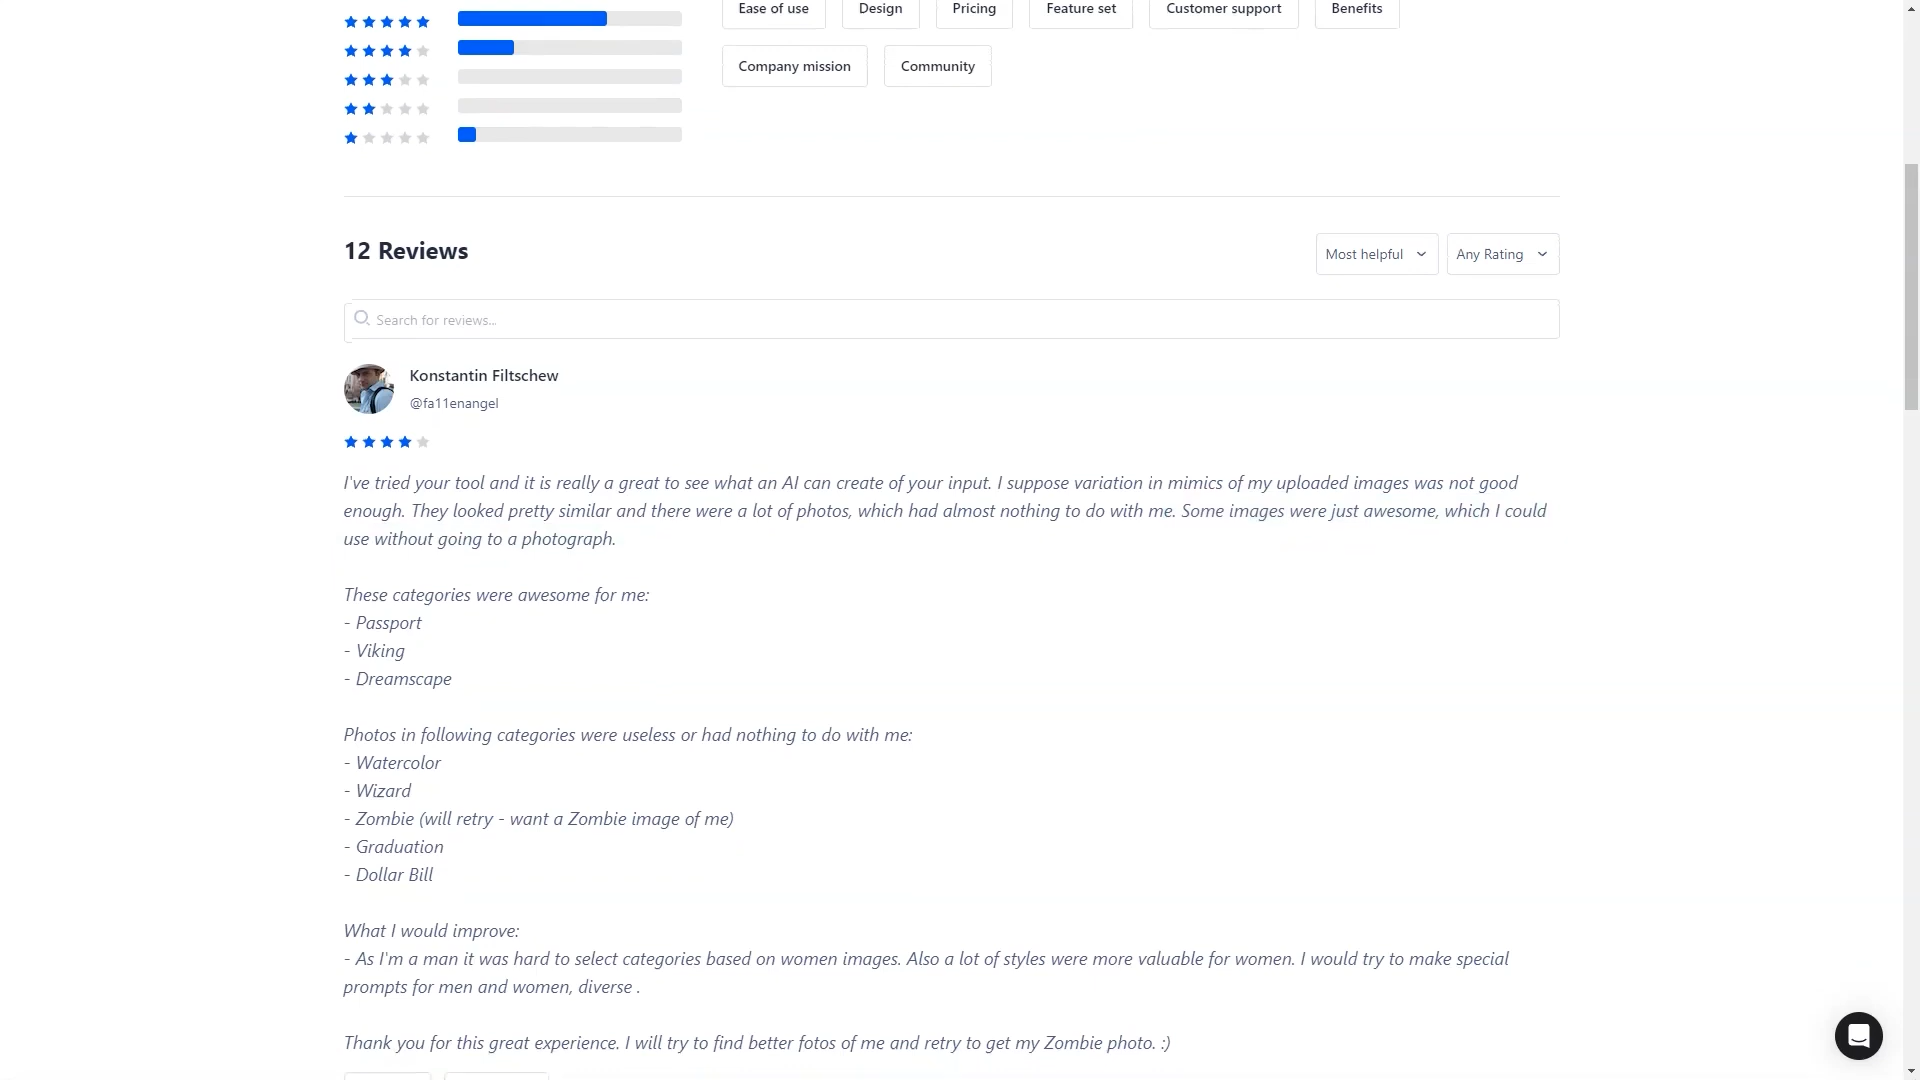 Ease of use Design Pricing Feature set Customer support Benefits
Company mission Community
12 Reviews
Most helpful Any Rating
Search for reviews...
Konstantin Filtschew
@fa11enangel
I've tried your tool and it is really a great to see what an AI can create of your input. I suppose variation in mimics of my uploaded images was not good
enough. They looked pretty similar and there were a lot of photos, which had almost nothing to do with me. Some images were just awesome, which I could
use without going to a photograph.
These categories were awesome for me:
- Passport
- Viking
- Dreamscape
Photos in following categories were useless or had nothing to do with me:
- Watercolor
- Wizard
- Zombie (will retry - want a Zombie image of me)
- Graduation
- Dollar Bill
What I would improve:
- As I'm a man it was hard to select categories based on women images. Also a lot of styles were more valuable for women. I would try to make special
prompts for men and women, diverse .
Thank you for this great experience. I will try to find better fotos of me and retry to get my Zombie photo. :)